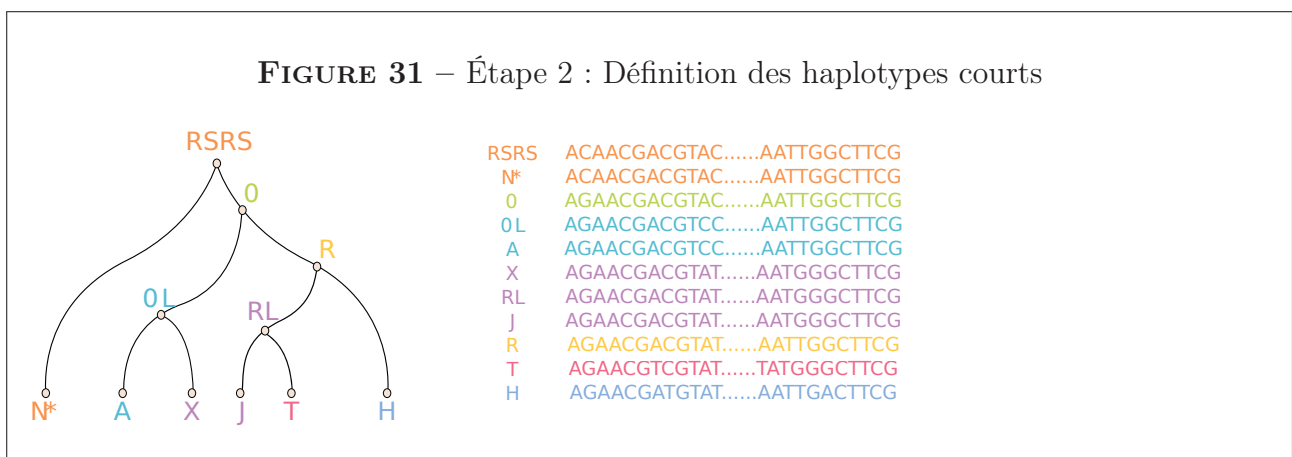 FIGURE 31 – Étape 2 : Définition des haplotypes courts
RSRS
0
R
0L
RL
N*
A
X
J
T
H
RSRS ACAACGACGTAC......AATTGGCTTCG
N* ACAACGACGTAC......AATTGGCTTCG
0 AGAACGACGTAC......AATTGGCTTCG
0L AGAACGACGTCC......AATTGGCTTCG
A AGAACGACGTCC......AATTGGCTTCG
X AGAACGACGTAT......AATGGGCTTCG
RL AGAACGACGTAT......AATGGGCTTCG
J AGAACGACGTAT......AATGGGCTTCG
R AGAACGACGTAT......AATTGGCTTCG
T AGAACGTCGTAT......TATGGGCTTCG
H AGAACGATGTAT......AATTGACTTCG